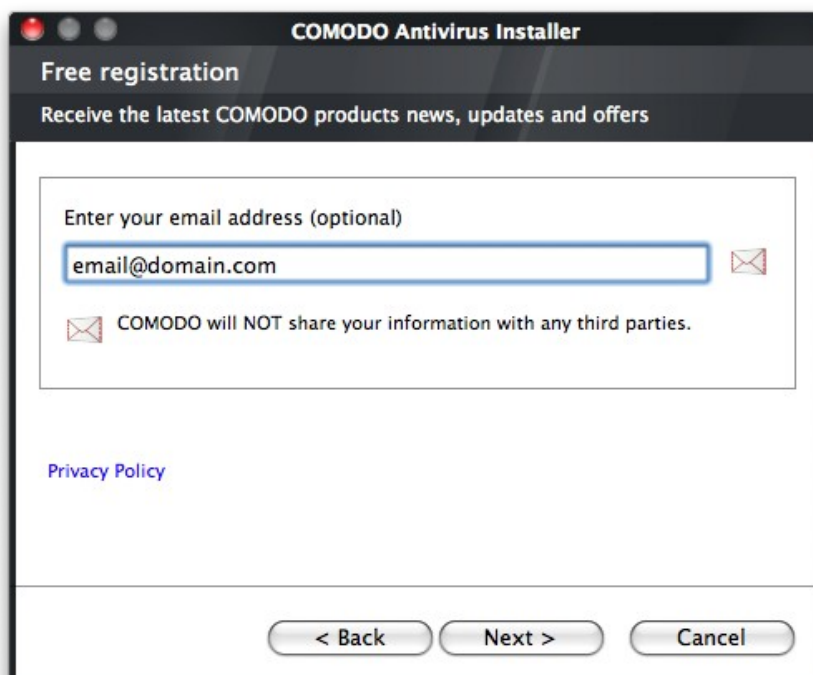 COMODO Antivirus Installer
Free registration
Receive the latest COMODO products news, updates and offers
Enter your email address (optional)
email@domain.com
COMODO will NOT share your information with any third parties.
Privacy Policy
< Back Next > Cancel